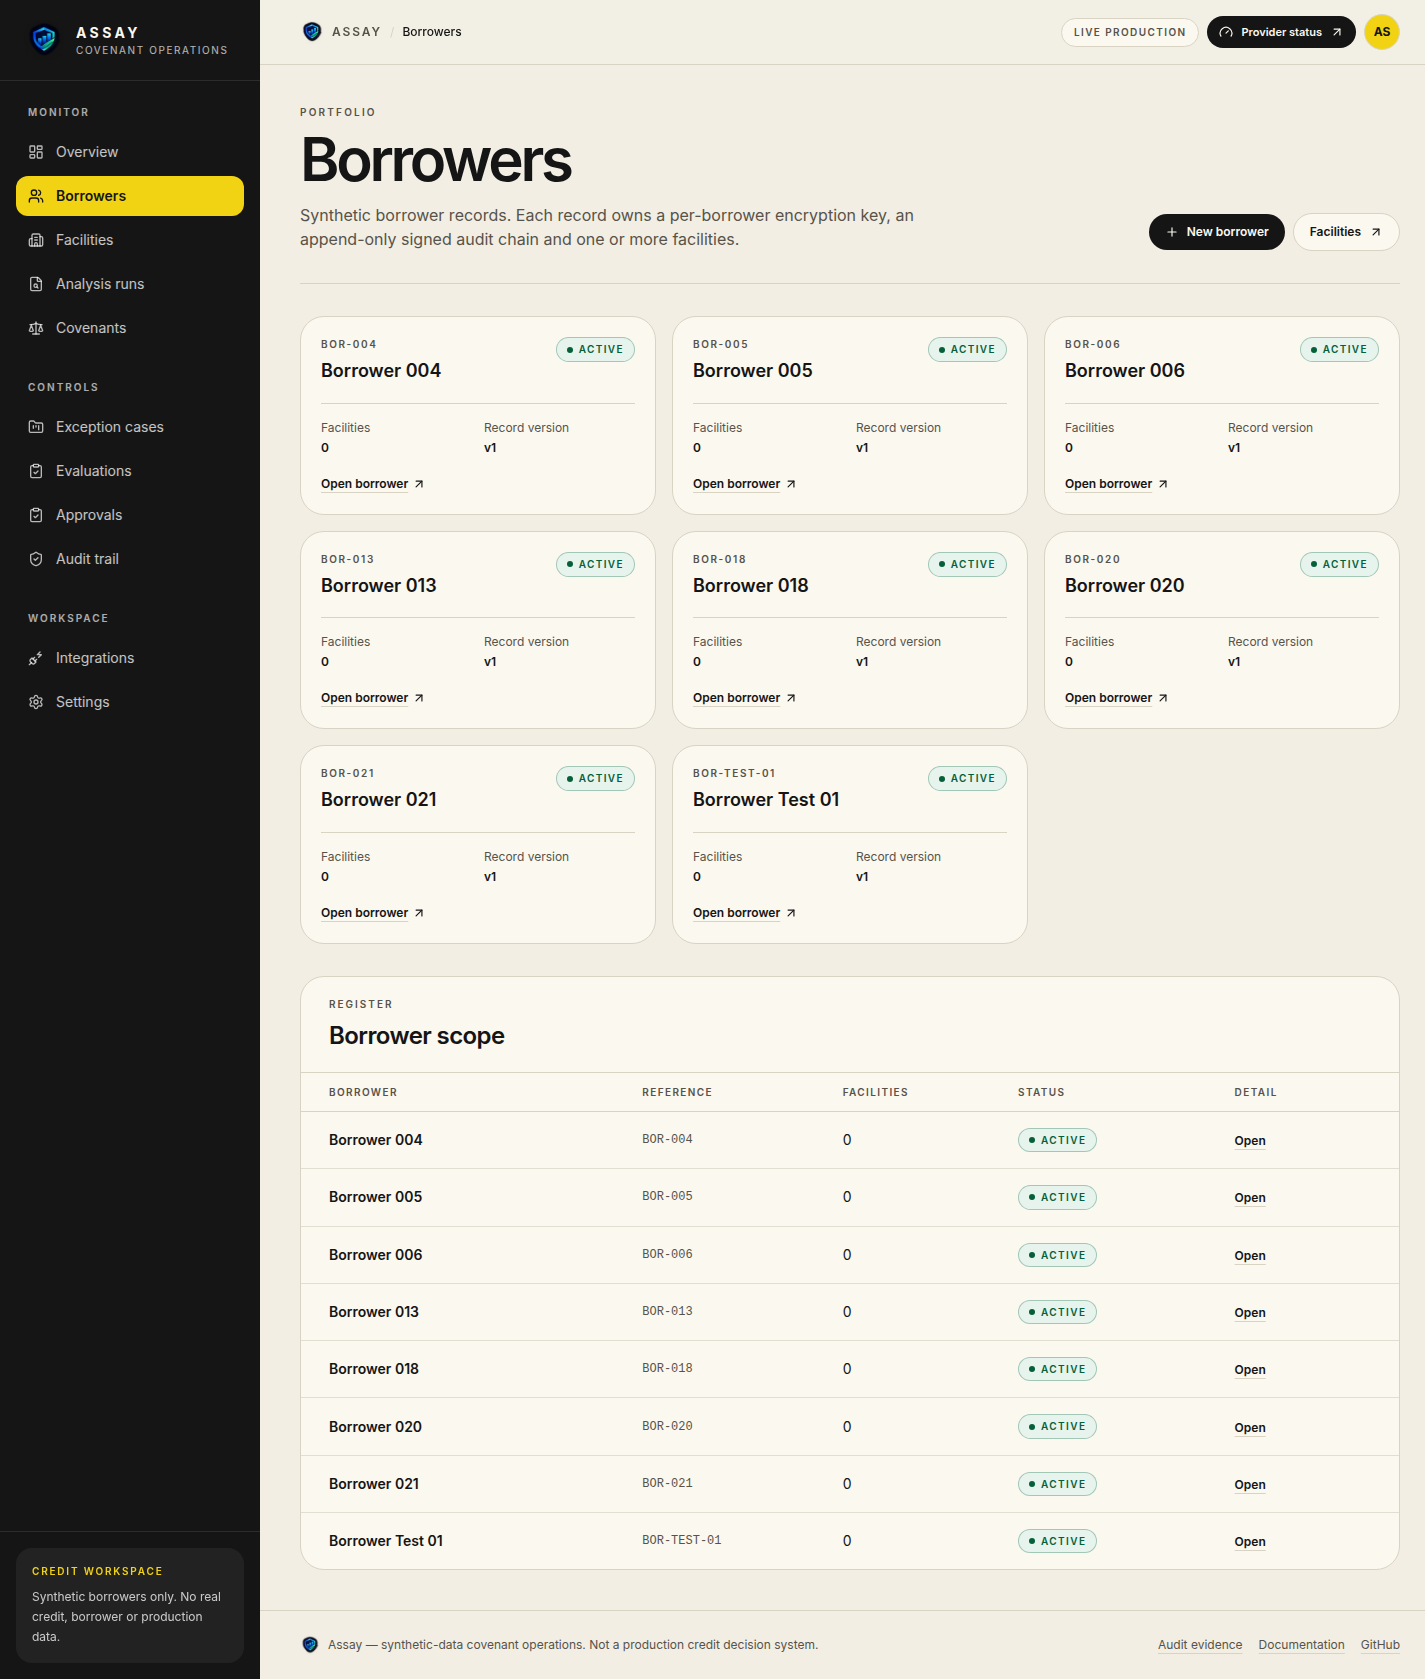 ASSAY
COVENANT OPERATIONS
MONITOR
Overview
Borrowers
Facilities
Analysis runs
Covenants
CONTROLS
Exception cases
Evaluations
Approvals
Audit trail
WORKSPACE
Integrations
Settings
CREDIT WORKSPACE
Synthetic borrowers only. No real
credit, borrower or production
data.
ASSAY / Borrowers
LIVE PRODUCTION
Provider status
AS
PORTFOLIO
Borrowers
Synthetic borrower records. Each record owns a per-borrower encryption key, an
append-only signed audit chain and one or more facilities.
New borrower
Facilities
BOR-004
ACTIVE
Borrower 004
Facilities Record version
0 v1
Open borrower
BOR-005
ACTIVE
Borrower 005
Facilities Record version
0 v1
Open borrower
BOR-006
ACTIVE
Borrower 006
Facilities Record version
0 v1
Open borrower
BOR-013
ACTIVE
Borrower 013
Facilities Record version
0 v1
Open borrower
BOR-018
ACTIVE
Borrower 018
Facilities Record version
0 v1
Open borrower
BOR-020
ACTIVE
Borrower 020
Facilities Record version
0 v1
Open borrower
BOR-021
ACTIVE
Borrower 021
Facilities Record version
0 v1
Open borrower
BOR-TEST-01
ACTIVE
Borrower Test 01
Facilities Record version
0 v1
Open borrower
REGISTER
Borrower scope
BORROWER REFERENCE FACILITIES STATUS DETAIL
Borrower 004 BOR-004 0 ACTIVE Open
Borrower 005 BOR-005 0 ACTIVE Open
Borrower 006 BOR-006 0 ACTIVE Open
Borrower 013 BOR-013 0 ACTIVE Open
Borrower 018 BOR-018 0 ACTIVE Open
Borrower 020 BOR-020 0 ACTIVE Open
Borrower 021 BOR-021 0 ACTIVE Open
Borrower Test 01 BOR-TEST-01 0 ACTIVE Open
Assay — synthetic-data covenant operations. Not a production credit decision system.
Audit evidence Documentation GitHub